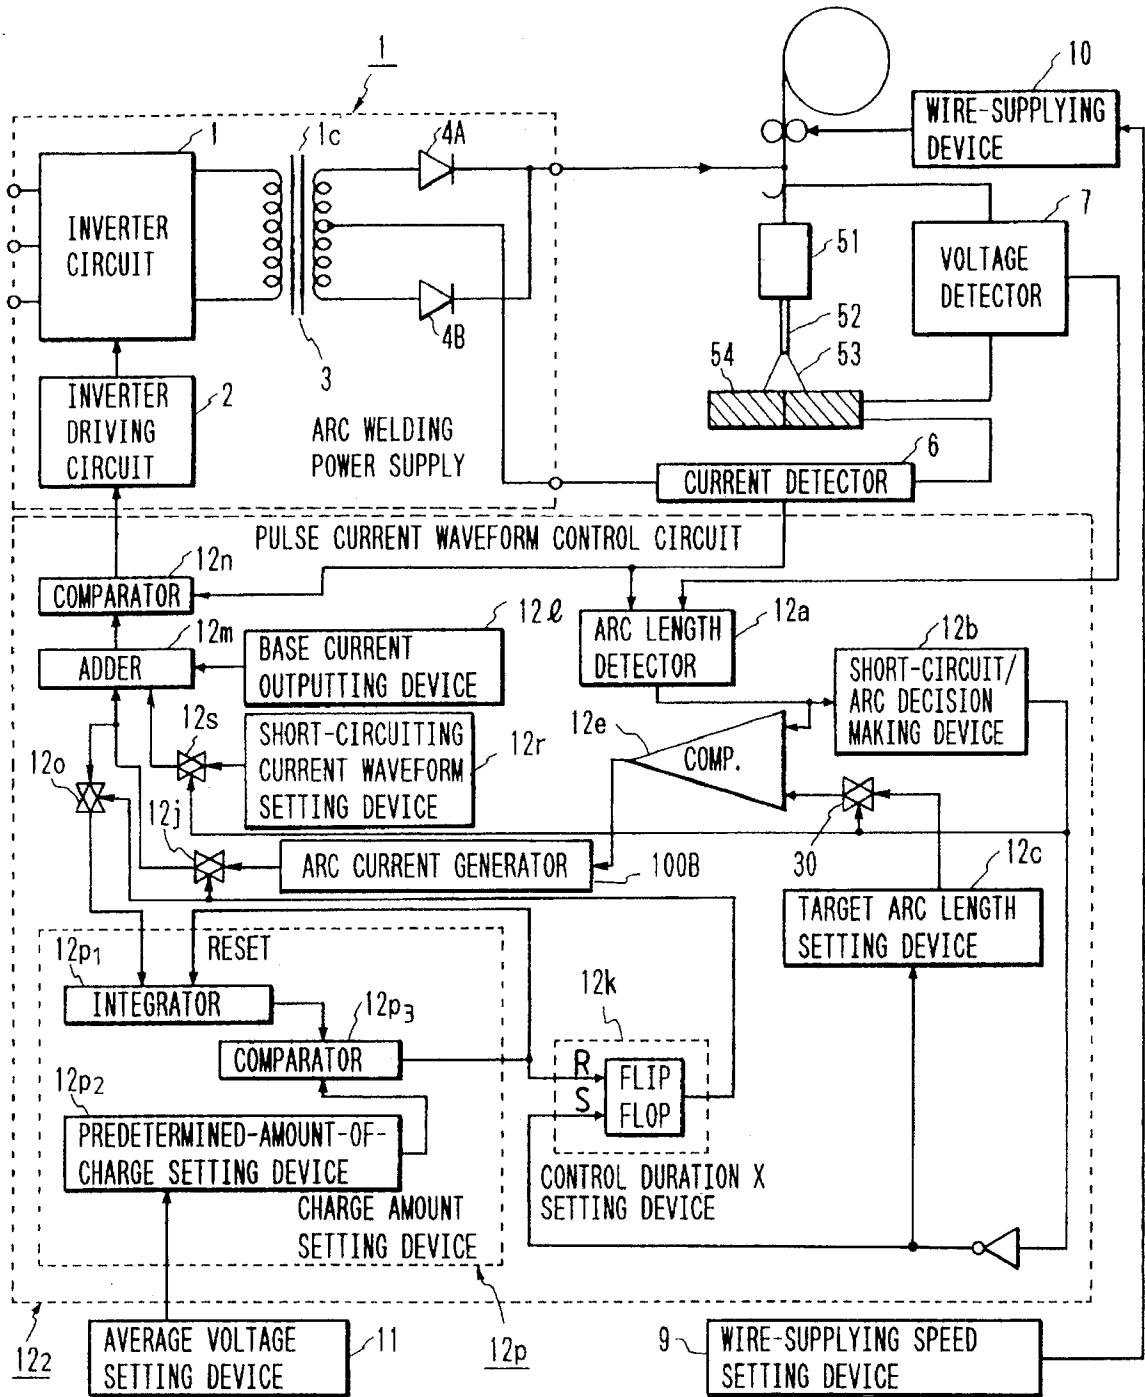 1
10
WIRE-SUPPLYING
DEVICE
1
1c
4A
INVERTER
CIRCUIT
7
VOLTAGE
DETECTOR
51
52
4B
53
54
3
2
INVERTER
DRIVING
CIRCUIT
ARC WELDING
POWER SUPPLY
6
CURRENT DETECTOR
PULSE CURRENT WAVEFORM CONTROL CIRCUIT
12n
COMPARATOR
12ℓ
12a
12m
ADDER
BASE CURRENT
OUTPUTTING DEVICE
ARC LENGTH
DETECTOR
12b
SHORT-CIRCUIT/
ARC DECISION
MAKING DEVICE
12s
SHORT-CIRCUITING
CURRENT WAVEFORM
SETTING DEVICE
12r
12e
COMP.
12o
12j
30
ARC CURRENT GENERATOR
100B
12c
TARGET ARC LENGTH
SETTING DEVICE
RESET
12p1
INTEGRATOR
12p3
COMPARATOR
12k
R
S
FLIP
FLOP
12p2
PREDETERMINED-AMOUNT-OF-
CHARGE SETTING DEVICE
CONTROL DURATION X
SETTING DEVICE
CHARGE AMOUNT
SETTING DEVICE
122
AVERAGE VOLTAGE
SETTING DEVICE
11
12p
9
WIRE-SUPPLYING SPEED
SETTING DEVICE